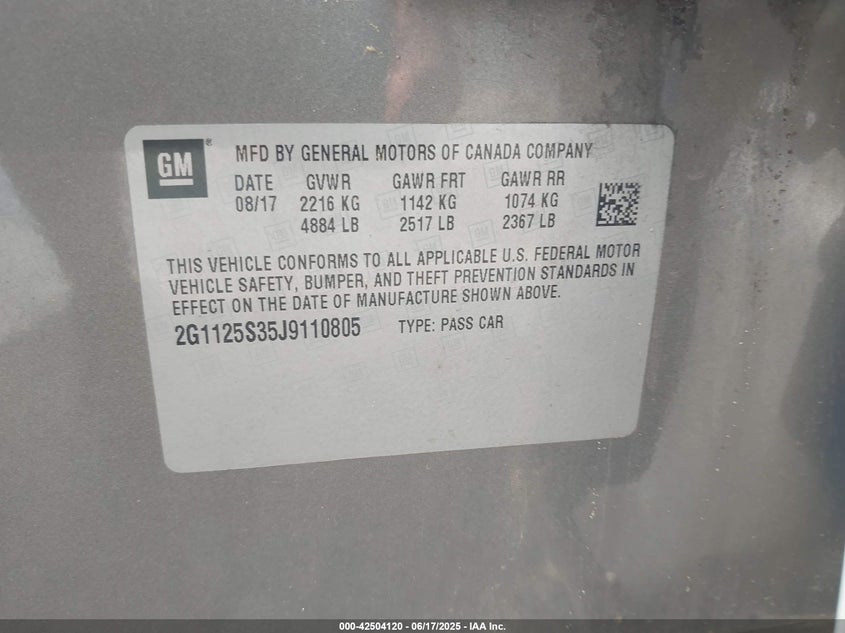 GM®
MFD BY GENERAL MOTORS OF CANADA COMPANY
DATE GVWR GAWR FRT GAWR RR
08/17 2216 KG 1142 KG 1074 KG
4884 LB 2517 LB 2367 LB
THIS VEHICLE CONFORMS TO ALL APPLICABLE U.S. FEDERAL MOTOR
VEHICLE SAFETY, BUMPER, AND THEFT PREVENTION STANDARDS IN
EFFECT ON THE DATE OF MANUFACTURE SHOWN ABOVE.
2G1125S35J9110805 TYPE: PASS CAR
000-42504120 - 06/17/2025 - IAA Inc.